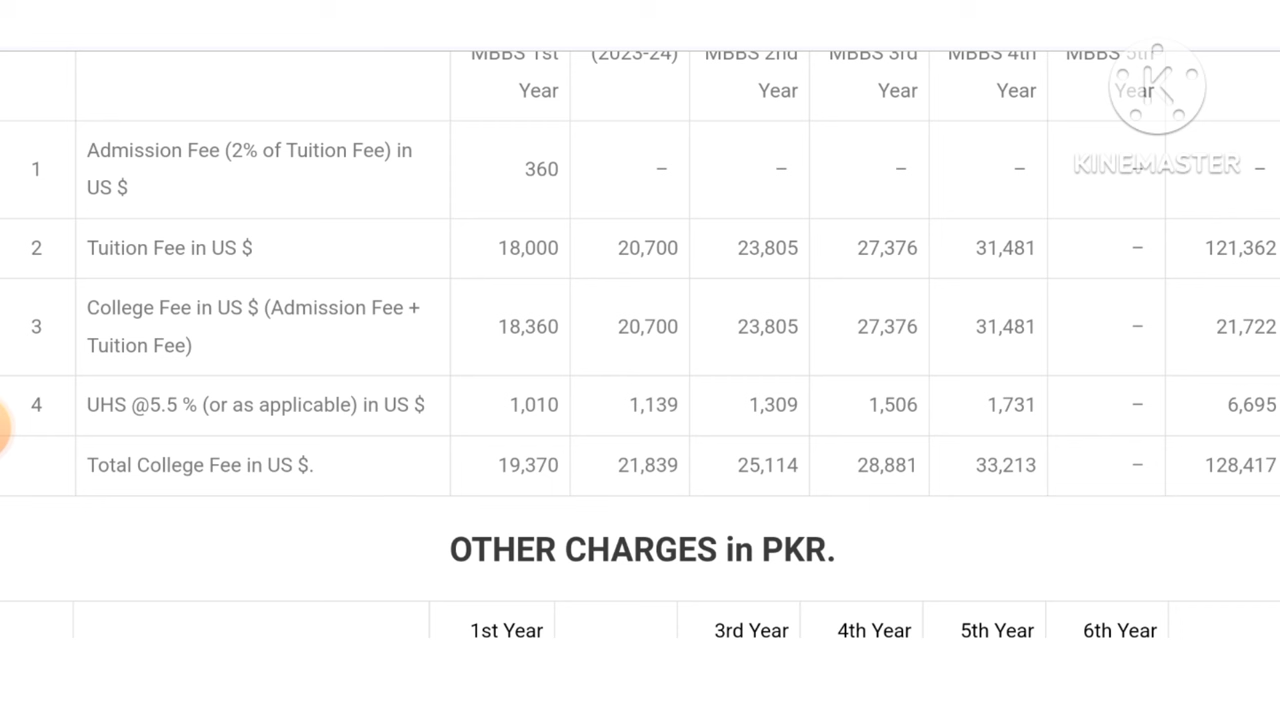 MBBS 1st (2023-24) MBBS 2nd MBBS 3rd MBBS 4th MBBS 5th
Year Year Year Year Year
1 Admission Fee (2% of Tuition Fee) in US $ 360 – – – – – –
2 Tuition Fee in US $ 18,000 20,700 23,805 27,376 31,481 – 121,362
3 College Fee in US $ (Admission Fee + Tuition Fee) 18,360 20,700 23,805 27,376 31,481 – 21,722
4 UHS @5.5 % (or as applicable) in US $ 1,010 1,139 1,309 1,506 1,731 – 6,695
Total College Fee in US $. 19,370 21,839 25,114 28,881 33,213 – 128,417
OTHER CHARGES in PKR.
1st Year 3rd Year 4th Year 5th Year 6th Year
KINEMASTER